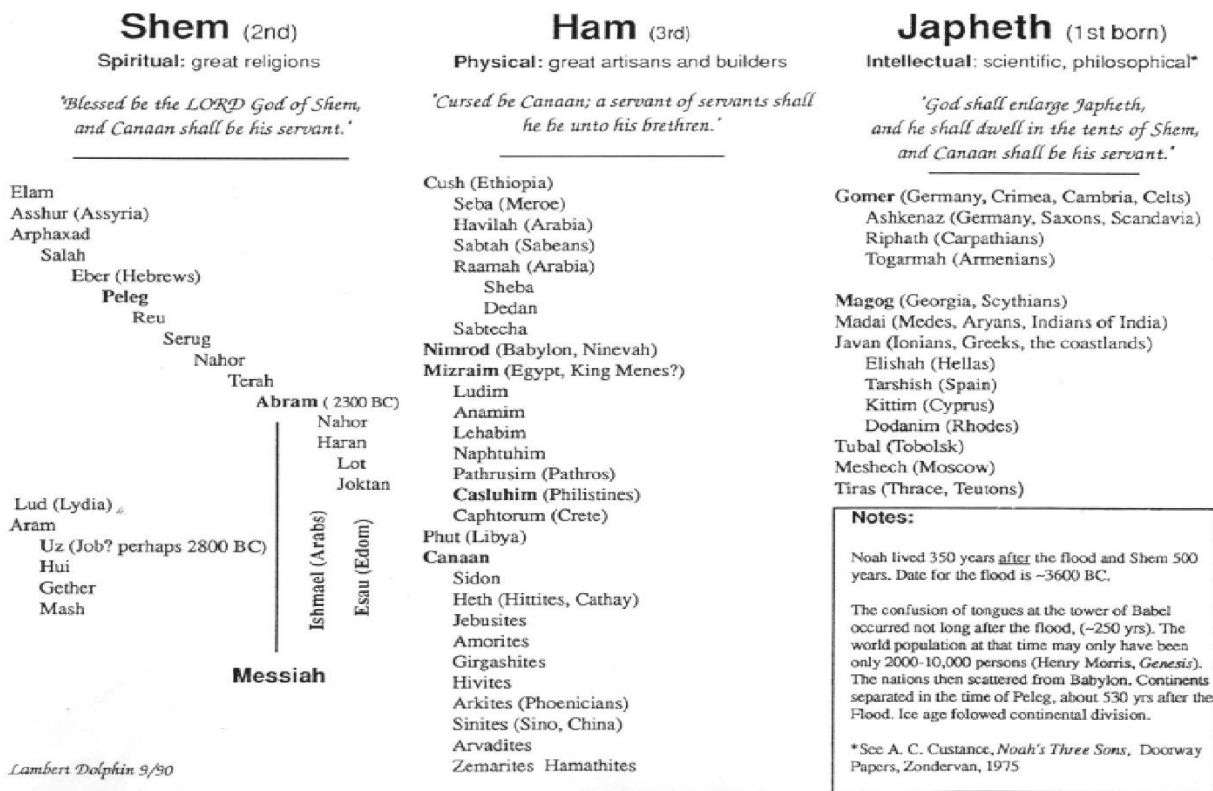 Shem (2nd)
Spiritual: great religions
"Blessed be the LORD God of Shem,
and Canaan shall be his servant."
Elam
Asshur (Assyria)
Arphaxad
Salah
Eber (Hebrews)
Peleg
Reu
Serug
Nahor
Terah
Abram ( 2300 BC)
Nahor
Haran
Lot
Joktan
Lud (Lydia)
Aram
Uz (Job? perhaps 2800 BC)
Hui
Gether
Mash
Ishmael (Arabs)
Esau (Edom)
Messiah
Lambert Dolphin 9/90
Ham (3rd)
Physical: great artisans and builders
"Cursed be Canaan; a servant of servants shall
he be unto his brethren."
Cush (Ethiopia)
Seba (Meroe)
Havilah (Arabia)
Sabtah (Sabeans)
Raamah (Arabia)
Sheba
Dedan
Sabtecha
Nimrod (Babylon, Ninevah)
Mizraim (Egypt, King Menes?)
Ludim
Anamim
Lehabim
Naphtuhim
Pathrusim (Pathros)
Casluhim (Philistines)
Caphtorum (Crete)
Phut (Libya)
Canaan
Sidon
Heth (Hittites, Cathay)
Jebusites
Amorites
Girgashites
Hivites
Arkites (Phoenicians)
Sinites (Sino, China)
Arvadites
Zemarites Hamathites
Japheth (1st born)
Intellectual: scientific, philosophical*
"God shall enlarge Japheth,
and he shall dwell in the tents of Shem,
and Canaan shall be his servant."
Gomer (Germany, Crimea, Cambria, Celts)
Ashkenaz (Germany, Saxons, Scandavia)
Riphath (Carpathians)
Togarmah (Armenians)
Magog (Georgia, Scythians)
Madai (Medes, Aryans, Indians of India)
Javan (Ionians, Greeks, the coastlands)
Elishah (Hellas)
Tarshish (Spain)
Kittim (Cyprus)
Dodanim (Rhodes)
Tubal (Tobolsk)
Meshech (Moscow)
Tiras (Thrace, Teutons)
Notes:
Noah lived 350 years after the flood and Shem 500
years. Date for the flood is ~3600 BC.
The confusion of tongues at the tower of Babel
occurred not long after the flood, (~250 yrs). The
world population at that time may only have been
only 2000-10,000 persons (Henry Morris, Genesis).
The nations then scattered from Babylon. Continents
separated in the time of Peleg, about 530 yrs after the
Flood. Ice age folowed continental division.
*See A. C. Custance, Noah's Three Sons, Doorway
Papers, Zondervan, 1975